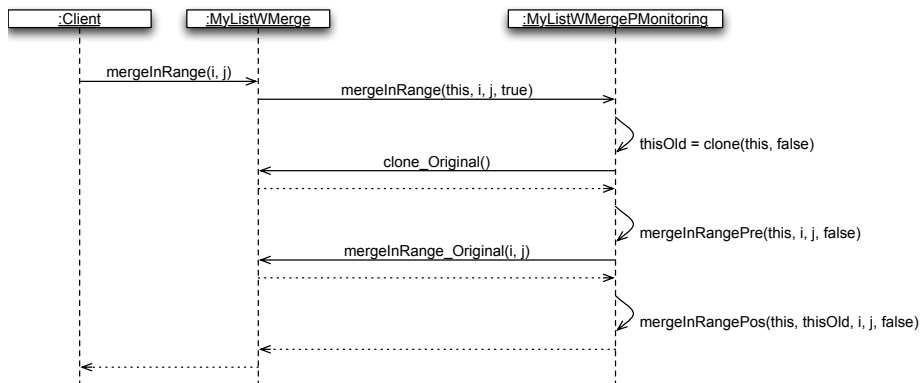 :Client
:MyListWMerge
:MyListWMergePMonitoring
mergeInRange(i, j)
mergeInRange(this, i, j, true)
thisOld = clone(this, false)
clone_Original()
mergeInRangePre(this, i, j, false)
mergeInRange_Original(i, j)
mergeInRangePos(this, thisOld, i, j, false)